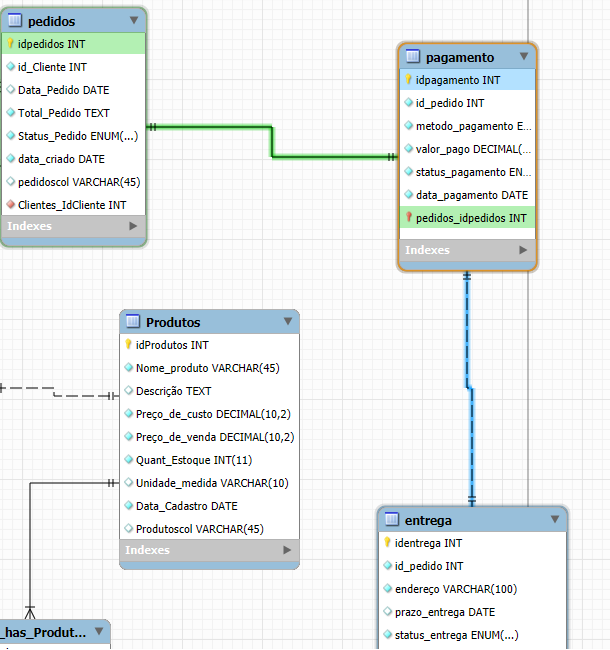 pedidos
idpedidos INT
id_Cliente INT
Data_Pedido DATE
Total_Pedido TEXT
Status_Pedido ENUM(...)
data_criado DATE
pedidoscol VARCHAR(45)
Clientes_IdCliente INT
Indexes
pagamento
idpagamento INT
id_pedido INT
metodo_pagamento E...
valor_pago DECIMAL(...
status_pagamento EN...
data_pagamento DATE
pedidos_idpedidos INT
Indexes
Produtos
idProdutos INT
Nome_produto VARCHAR(45)
Descrição TEXT
Preço_de_custo DECIMAL(10,2)
Preço_de_venda DECIMAL(10,2)
Quant_Estoque INT(11)
Unidade_medida VARCHAR(10)
Data_Cadastro DATE
Produtoscol VARCHAR(45)
Indexes
entrega
identrega INT
id_pedido INT
endereço VARCHAR(100)
prazo_entrega DATE
status_entrega ENUM(...)
_has_Produt...